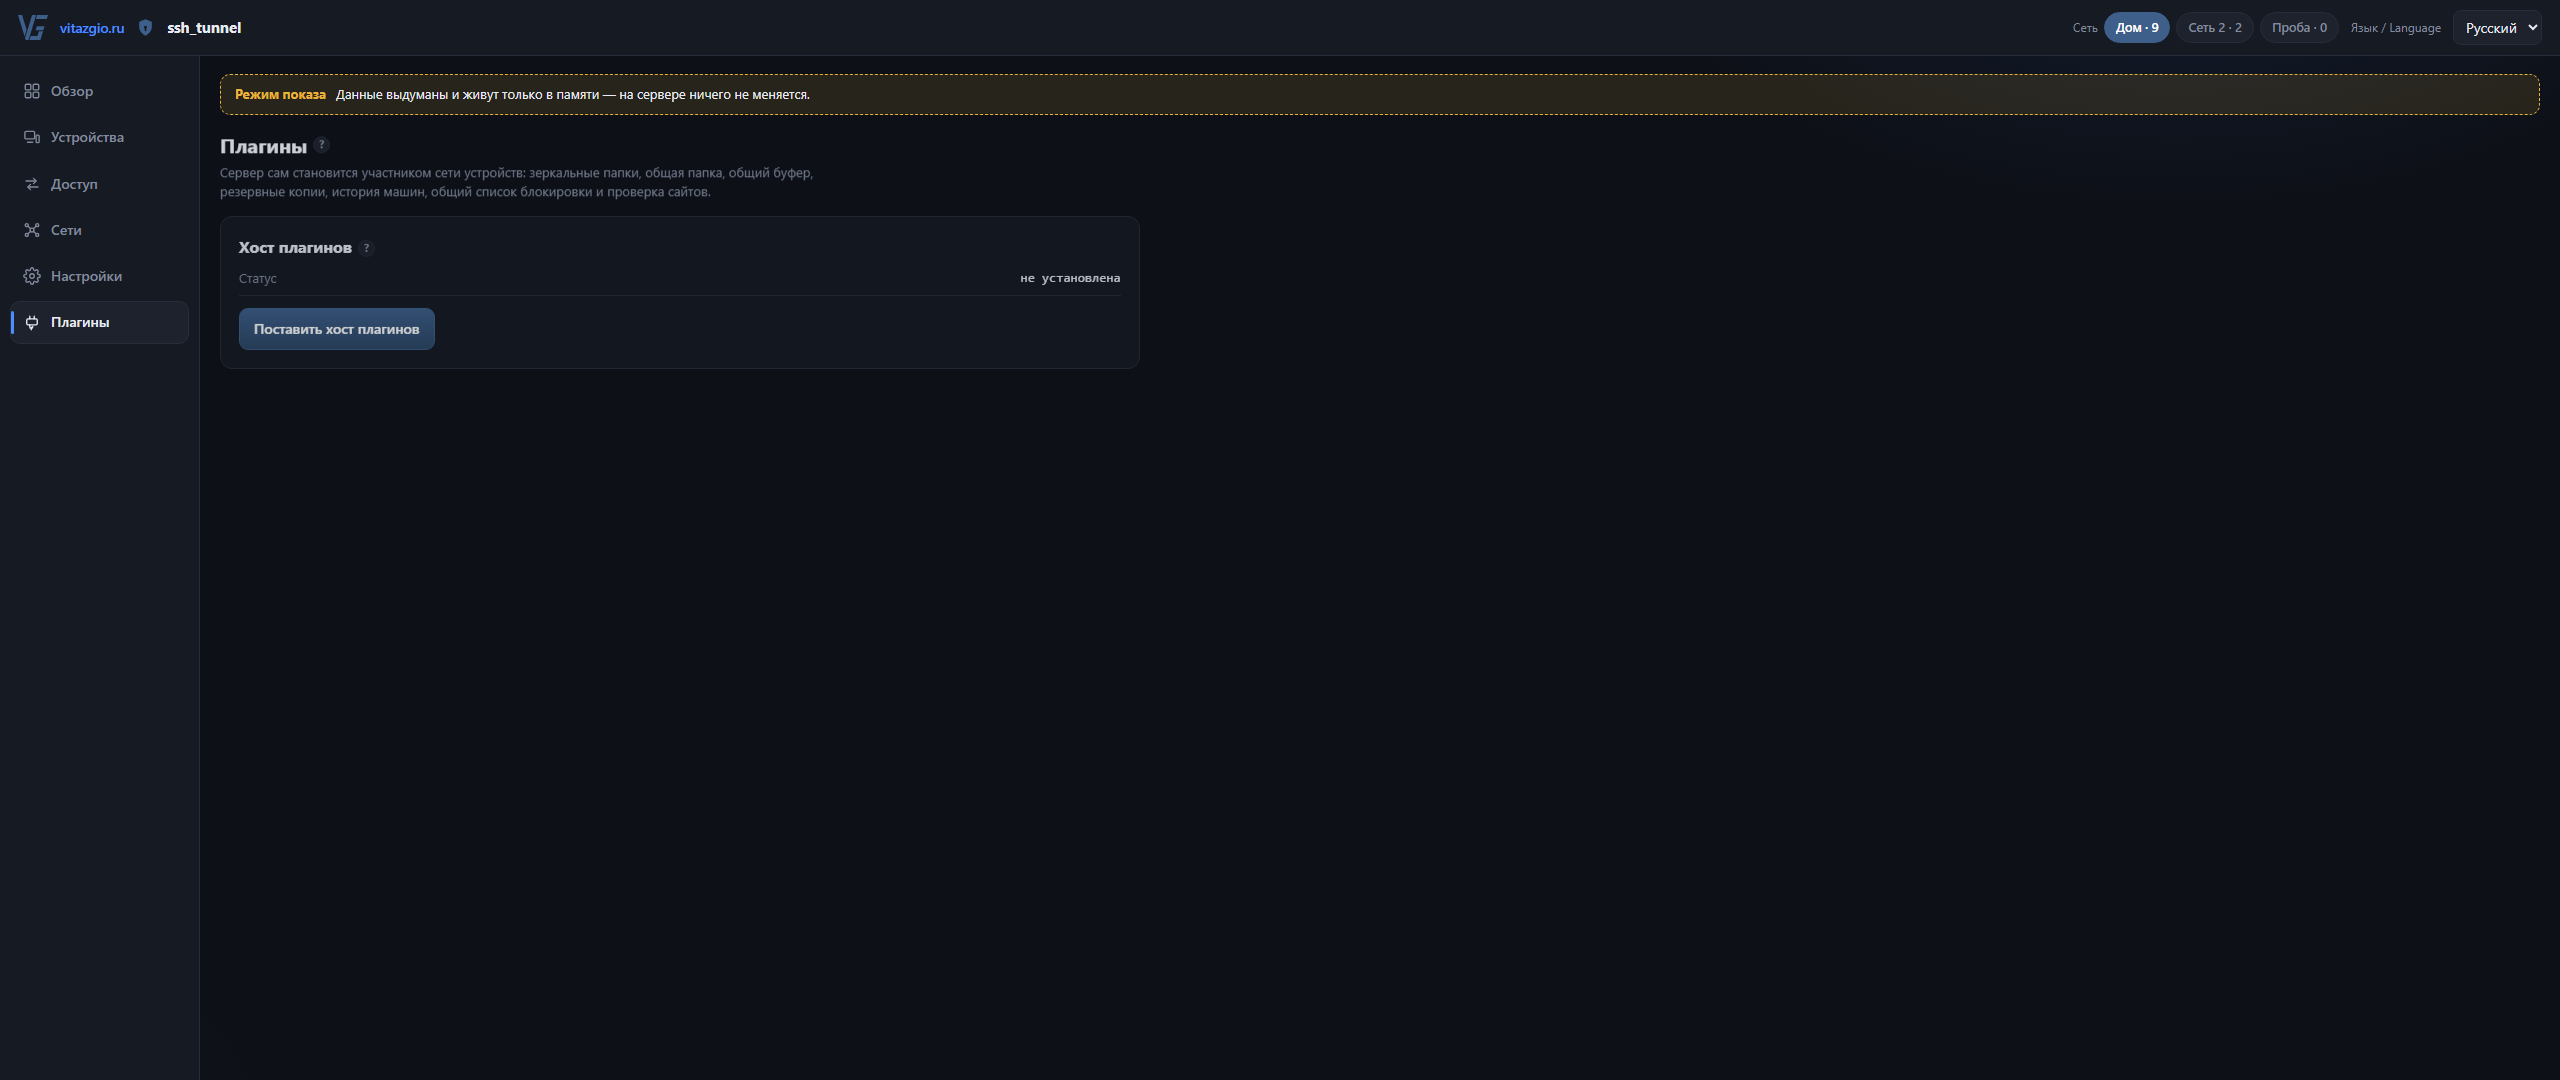 vitazgio.ru ssh_tunnel Сеть Дом · 9 Сеть 2 · 2 Проба · 0 Язык / Language Русский
Обзор
Устройства
Доступ
Сети
Настройки
Плагины
Режим показа Данные выдуманы и живут только в памяти — на сервере ничего не меняется.
Плагины ?
Сервер сам становится участником сети устройств: зеркальные папки, общая папка, общий буфер,
резервные копии, история машин, общий список блокировки и проверка сайтов.
Хост плагинов ?
Статус не установлена
Поставить хост плагинов